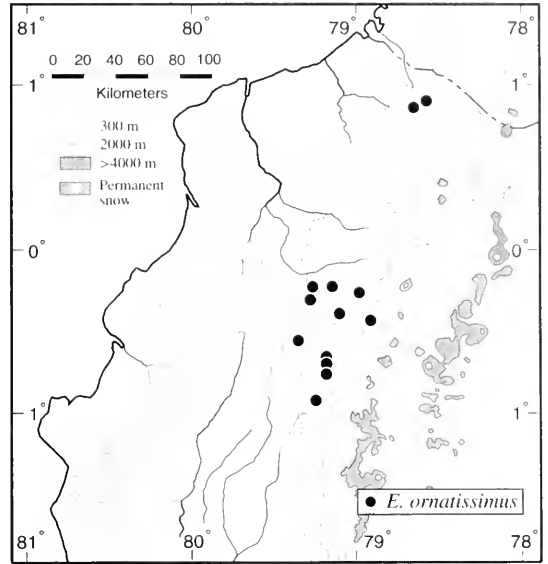 81 80 79 78
0 20 40 60 80 100
Kilometers
1° 1°
300 m
2000 m
>4000 m
Permanent
snow
0° 0°
1° 1°
E. ornatissimus
81 80 79 78